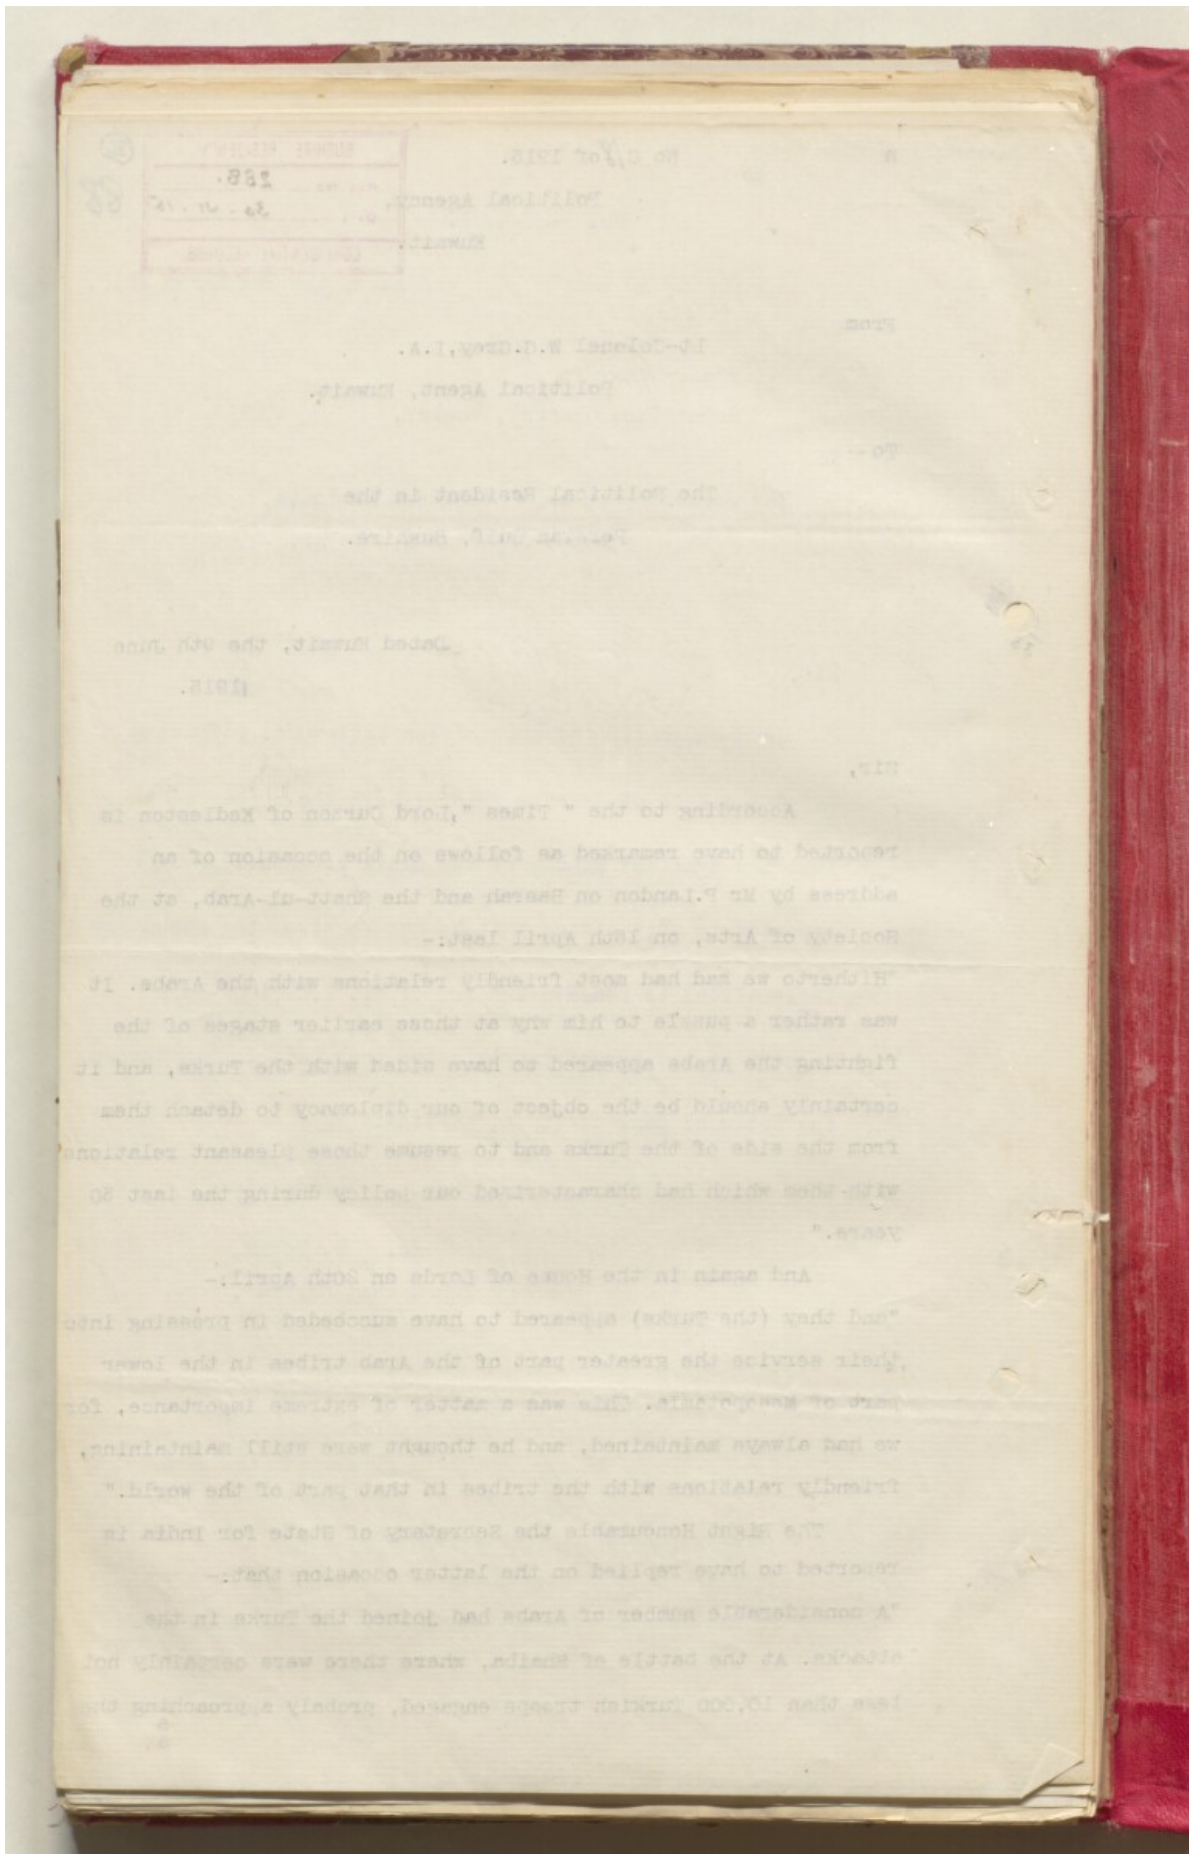 No C/ of 1915.
BUSHIRE RESIDENCY
288.
Political Agency,
Kuwait.
CONFIDENTIAL RECORDS
From
Lt-Colonel W.G.Grey,I.A.
Political Agent, Kuwait.
To
The Political Resident in the
Persian Gulf, Bushire.
Dated Kuwait, the 9th June
1915.
Sir,
According to the " Times ",Lord Curzon of Kedleston is
reported to have remarked as follows on the occasion of an
address by Mr P.Landon on Basrah and the Shatt-ul-Arab, at the
Society of Arts, on 15th April last:-
"Hitherto we had had most friendly relations with the Arabs. It
was rather a puzzle to him why at those earlier stages of the
fighting the Arabs appeared to have sided with the Turks, and it
certainly should be the object of our diplomacy to detach them
from the side of the Turks and to resume those pleasant relations
with them which had characterized our policy during the last 80
years."
And again in the House of Lords on 20th April:-
"and they (the Turks) appeared to have succeeded in pressing into
their service the greater part of the Arab tribes in the lower
part of Mesopotamia. This was a matter of extreme importance, for
we had always maintained, and he thought were still maintaining,
friendly relations with the tribes in that part of the world."
The Right Honourable the Secretary of State for India is
reported to have replied on the latter occasion that:-
"A considerable number of Arabs had joined the Turks in the
attacks. At the battle of Shaiba, where there were certainly not
less than 10,000 Turkish troops engaged, probaly approaching the